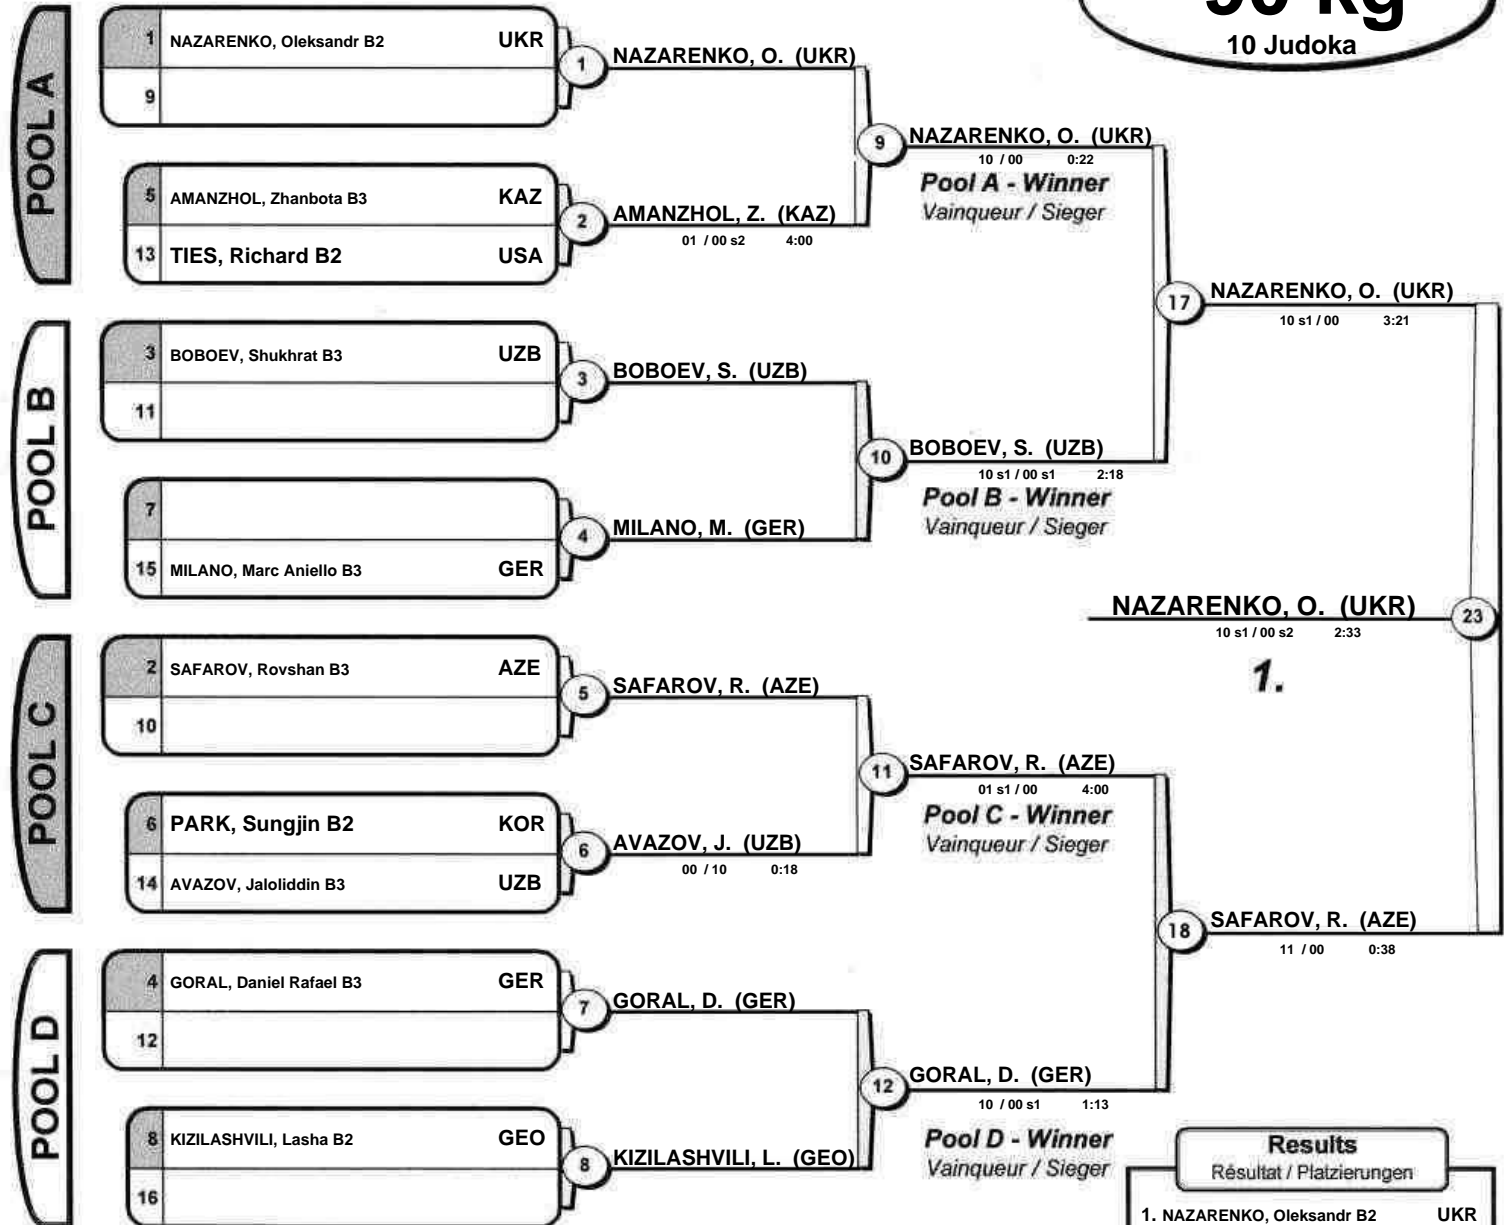 90 kg
10 Judoka
POOL A
1 NAZARENKO, Oleksandr B2 UKR
9
1 NAZARENKO, O. (UKR)
5 AMANZHOL, Zhanbota B3 KAZ
13 TIES, Richard B2 USA
2 AMANZHOL, Z. (KAZ)
01 / 00 s2 4:00
9 NAZARENKO, O. (UKR)
10 / 00 0:22
Pool A - Winner
Vainqueur / Sieger
POOL B
3 BOBOEV, Shukhrat B3 UZB
11
3 BOBOEV, S. (UZB)
7
15 MILANO, Marc Aniello B3 GER
4 MILANO, M. (GER)
10 BOBOEV, S. (UZB)
10 s1 / 00 s1 2:18
Pool B - Winner
Vainqueur / Sieger
17 NAZARENKO, O. (UKR)
10 s1 / 00 3:21
POOL C
2 SAFAROV, Rovshan B3 AZE
10
5 SAFAROV, R. (AZE)
6 PARK, Sungjin B2 KOR
14 AVAZOV, Jaloliddin B3 UZB
6 AVAZOV, J. (UZB)
00 / 10 0:18
11 SAFAROV, R. (AZE)
01 s1 / 00 4:00
Pool C - Winner
Vainqueur / Sieger
POOL D
4 GORAL, Daniel Rafael B3 GER
12
7 GORAL, D. (GER)
8 KIZILASHVILI, Lasha B2 GEO
16
8 KIZILASHVILI, L. (GEO)
12 GORAL, D. (GER)
10 / 00 s1 1:13
Pool D - Winner
Vainqueur / Sieger
18 SAFAROV, R. (AZE)
11 / 00 0:38
NAZARENKO, O. (UKR) 23
10 s1 / 00 s2 2:33
1.
Results
Résultat / Platzierungen
1. NAZARENKO, Oleksandr B2 UKR